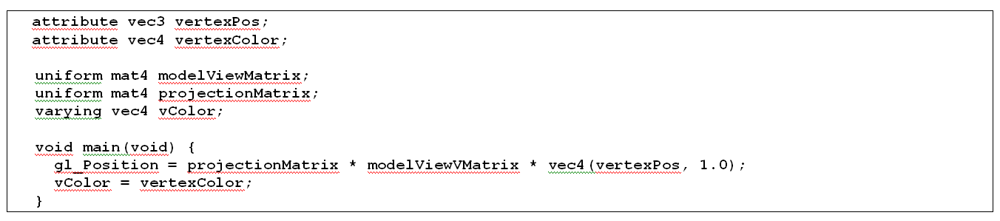 attribute vec3 vertexPos;
attribute vec4 vertexColor;
uniform mat4 modelViewMatrix;
uniform mat4 projectionMatrix;
varying vec4 vColor;
void main(void) {
gl_Position = projectionMatrix * modelViewVMatrix * vec4(vertexPos, 1.0);
vColor = vertexColor;
}